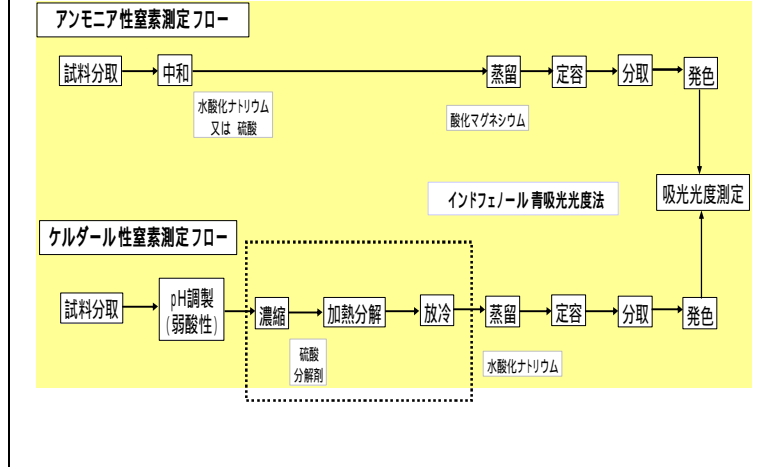 アンモニア性窒素測定フロー
試料分取
中和
蒸留
定容
分取
発色
水酸化ナトリウム
又は 硫酸
酸化マグネシウム
インドフェノール青吸光光度法
吸光光度測定
ケルダール性窒素測定フロー
試料分取
pH調製
(弱酸性)
濃縮
加熱分解
放冷
蒸留
定容
分取
発色
硫酸
分解剤
水酸化ナトリウム